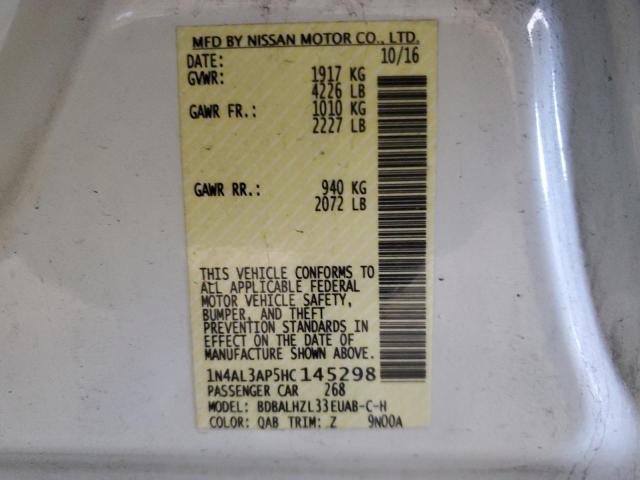 MFD BY NISSAN MOTOR CO., LTD.
DATE: 10/16
GVWR: 1917 KG
4226 LB
GAWR FR.: 1010 KG
2227 LB
GAWR RR.: 940 KG
2072 LB
THIS VEHICLE CONFORMS TO
ALL APPLICABLE FEDERAL
MOTOR VEHICLE SAFETY,
BUMPER, AND THEFT
PREVENTION STANDARDS IN
EFFECT ON THE DATE OF
MANUFACTURE SHOWN ABOVE.
1N4AL3AP5HC145298
PASSENGER CAR 268
MODEL: BDBALHZL33EUAB-C-H
COLOR: QAB TRIM: Z 9N00A